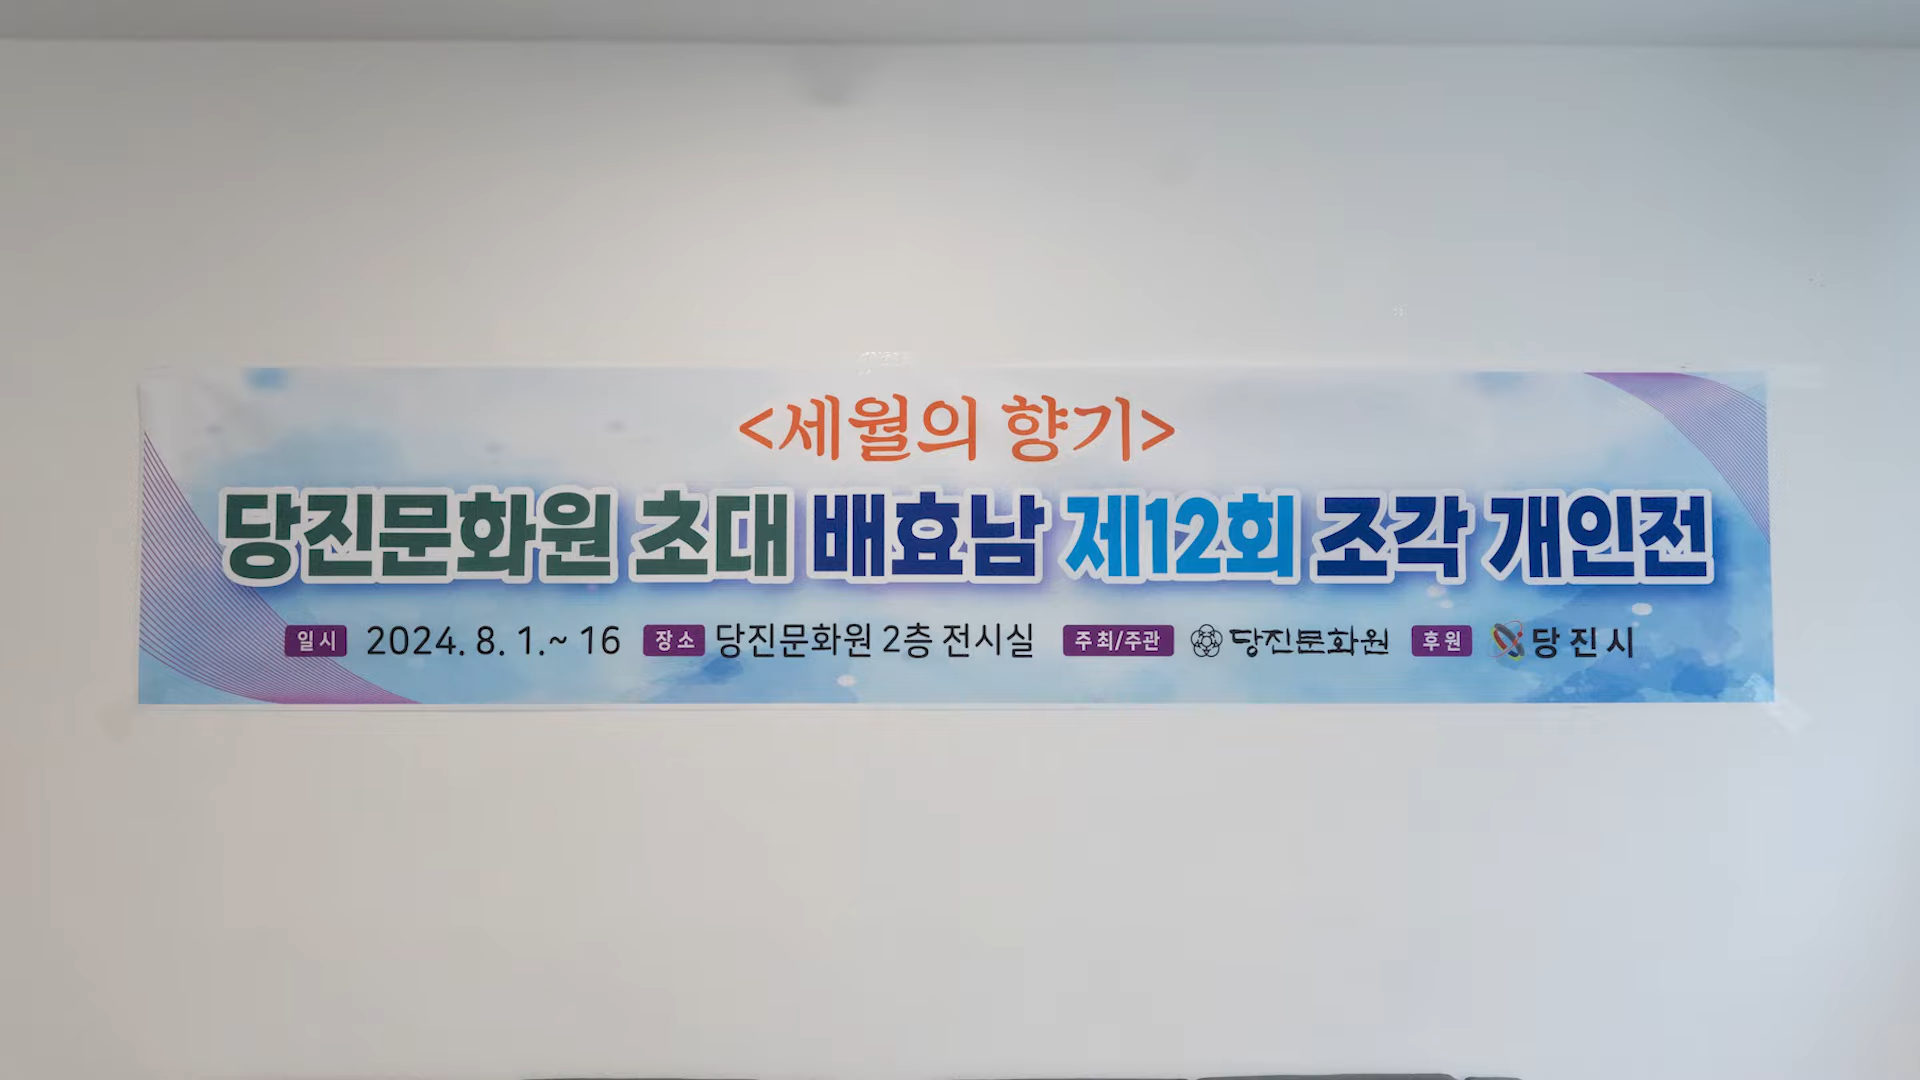 <세월의 향기>
당진문화원 초대 배효남 제12회 조각 개인전
일시 2024. 8. 1.~ 16 장소 당진문화원 2층 전시실 주최/주관 당진문화원 후원 당진시